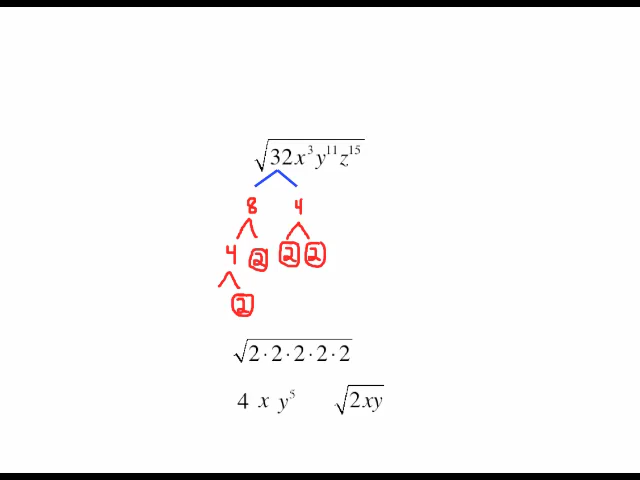 √32x³y¹¹z¹⁵
8 4
4 2 2 2
2
√2·2·2·2·2
4 x y⁵ √2xy